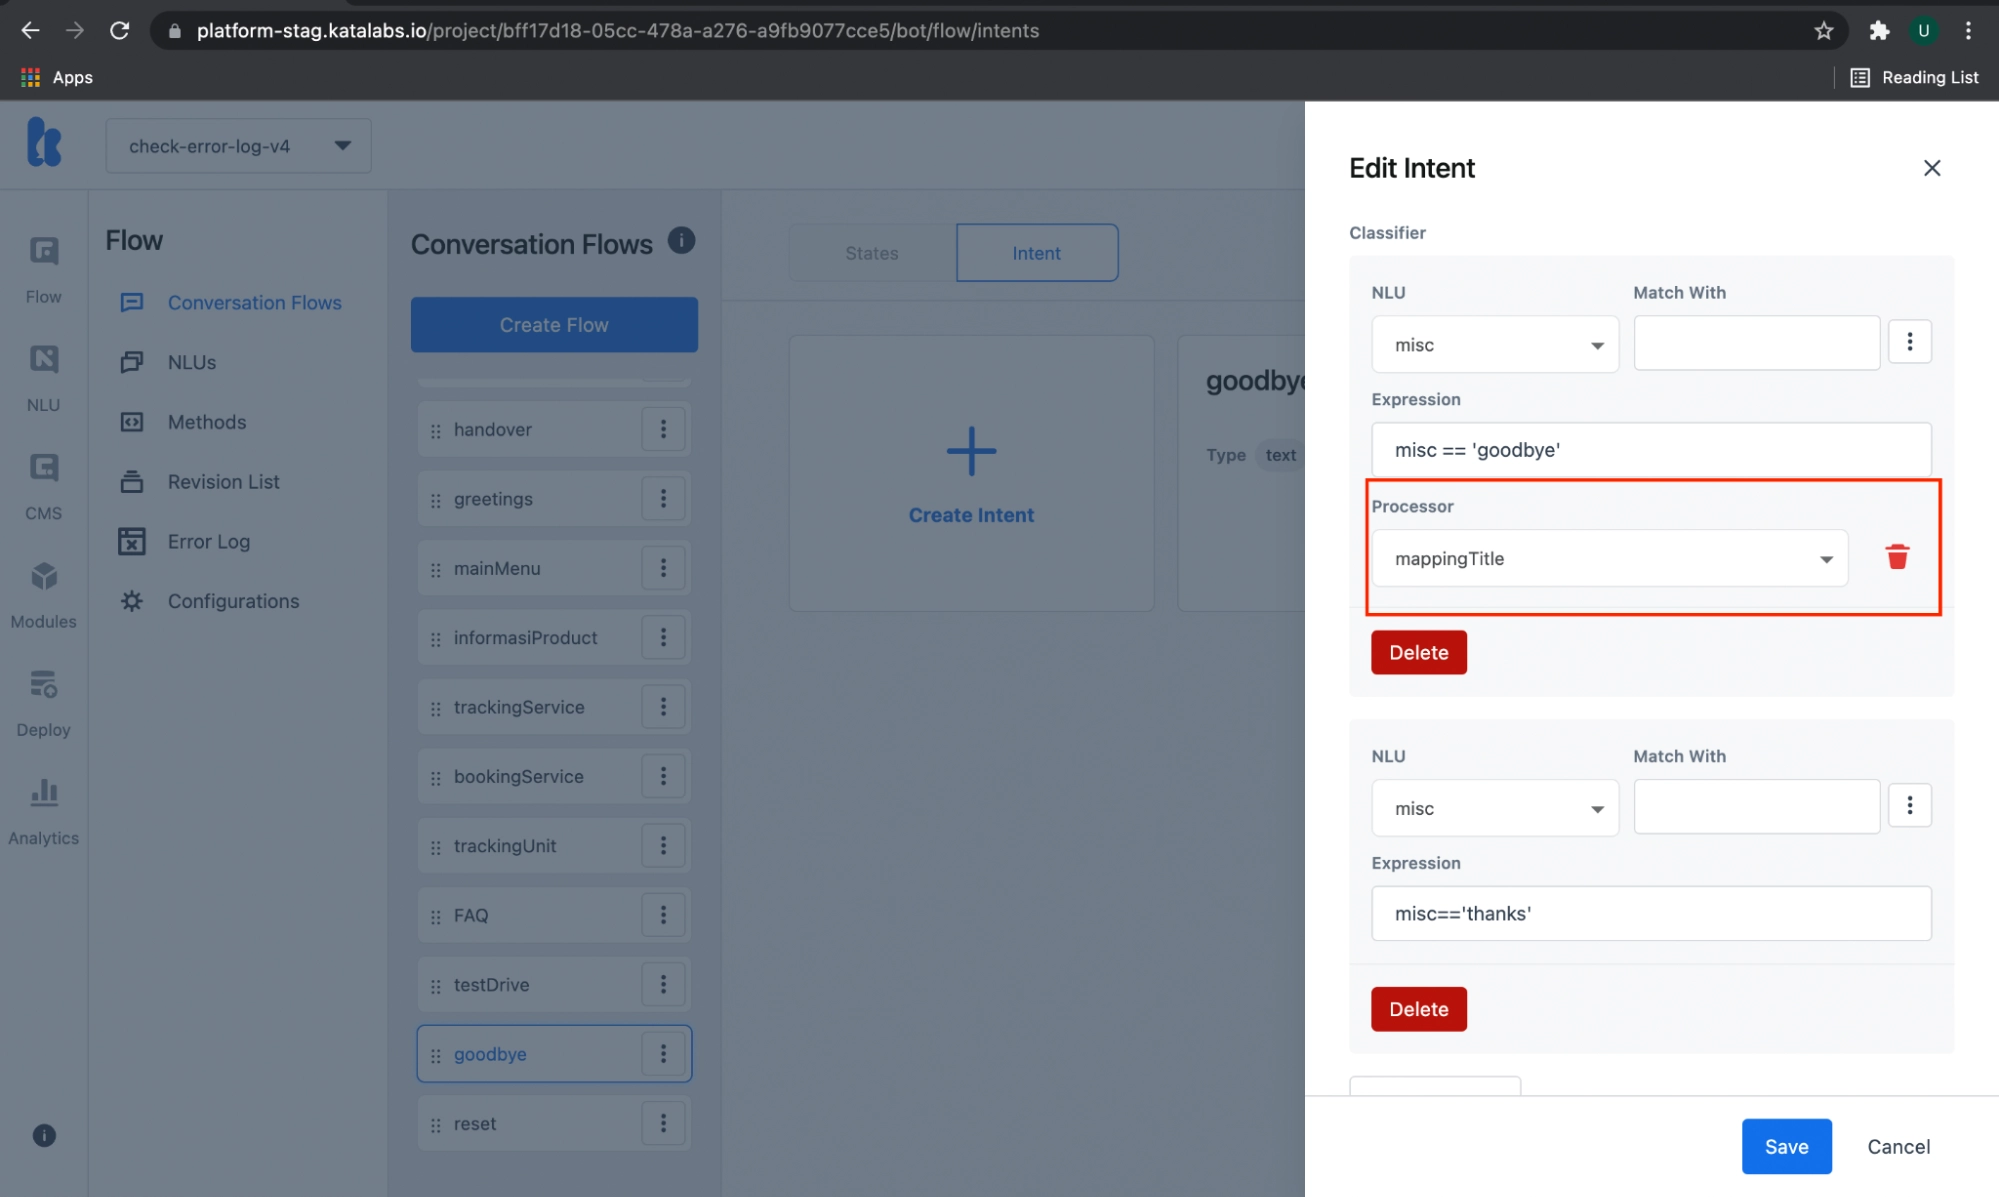 platform-stag.katalabs.io/project/bff17d18-05cc-478a-a276-a9fb9077cce5/bot/flow/intents
U
Apps
Reading List
check-error-log-v4
Flow
NLU
CMS
Modules
Deploy
Analytics
Flow
Conversation Flows
NLUs
Methods
Revision List
Error Log
Configurations
Conversation Flows
Create Flow
handover
greetings
mainMenu
informasiProduct
trackingService
bookingService
trackingUnit
FAQ
testDrive
goodbye
reset
States
Intent
Create Intent
goodbye
Type text
Edit Intent
Classifier
NLU
Match With
misc
Expression
misc == 'goodbye'
Processor
mappingTitle
Delete
NLU
Match With
misc
Expression
misc=='thanks'
Delete
Save
Cancel